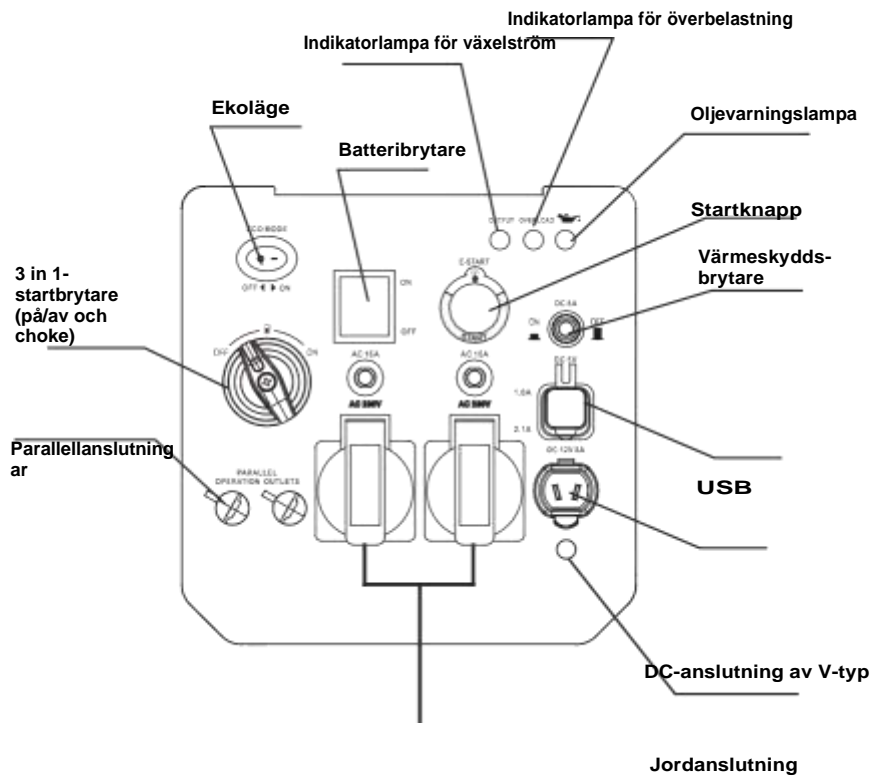 Indikatorlampa för överbelastning
Indikatorlampa för växelström
Ekoläge
Oljevarningslampa
Batteribrytare
Startknapp
Värmeskydds-
brytare
3 in 1-
startbrytare
(på/av och
choke)
Parallellanslutning
ar
USB
DC-anslutning av V-typ
Jordanslutning
ECO MODE
OFF ON
OUTPUT OVERLOAD
E-START
START
ON
OFF
DC 8A
ON OFF
OFF ON
AC 16A
AC 16A
AC 230V
AC 230V
DC 5V
1.0A
2.1A
DC 12V 8A
PARALLEL
OPERATION OUTLETS